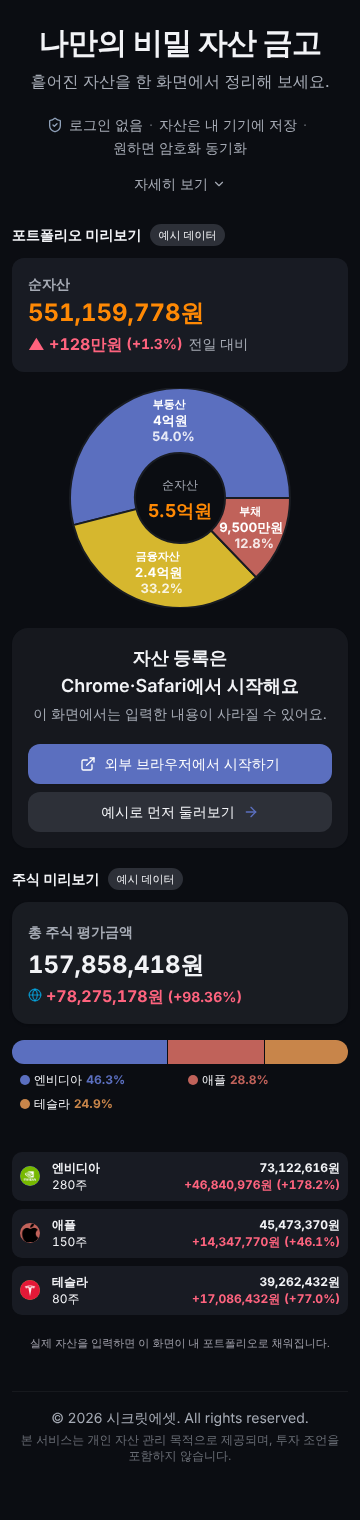 나만의 비밀 자산 금고
흩어진 자산을 한 화면에서 정리해 보세요.
로그인 없음 · 자산은 내 기기에 저장 ·
원하면 암호화 동기화
자세히 보기
포트폴리오 미리보기 예시 데이터
순자산
551,159,778원
▲ +128만원 (+1.3%) 전일 대비
부동산
4억원
54.0%
순자산
5.5억원
부채
9,500만원
12.8%
금융자산
2.4억원
33.2%
자산 등록은
Chrome·Safari에서 시작해요
이 화면에서는 입력한 내용이 사라질 수 있어요.
외부 브라우저에서 시작하기
예시로 먼저 둘러보기 →
주식 미리보기 예시 데이터
총 주식 평가금액
157,858,418원
+78,275,178원 (+98.36%)
엔비디아 46.3% 애플 28.8%
테슬라 24.9%
엔비디아 73,122,616원
280주 +46,840,976원 (+178.2%)
애플 45,473,370원
150주 +14,347,770원 (+46.1%)
테슬라 39,262,432원
80주 +17,086,432원 (+77.0%)
실제 자산을 입력하면 이 화면이 내 포트폴리오로 채워집니다.
© 2026 시크릿에셋. All rights reserved.
본 서비스는 개인 자산 관리 목적으로 제공되며, 투자 조언을
포함하지 않습니다.